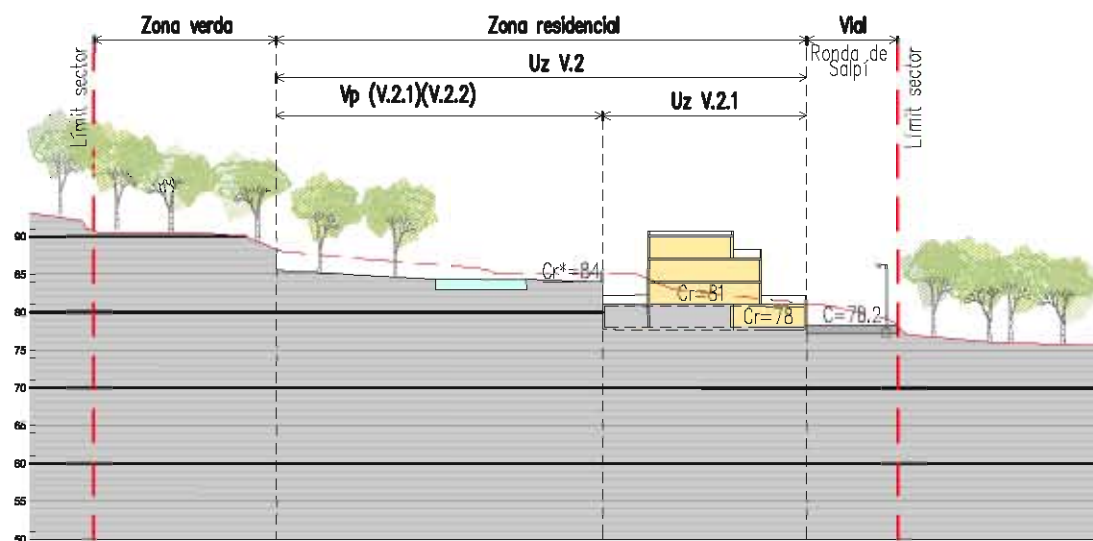 Zona verda
Zona residencial
Vial
Límit sector
Uz V.2
Ronda de
Salpí
Límit sector
Vp (V.2.1)(V.2.2)
Uz V.2.1
90
85
80
75
70
65
60
55
50
Cr*=84
Cr=81
Cr=78
C=78.2